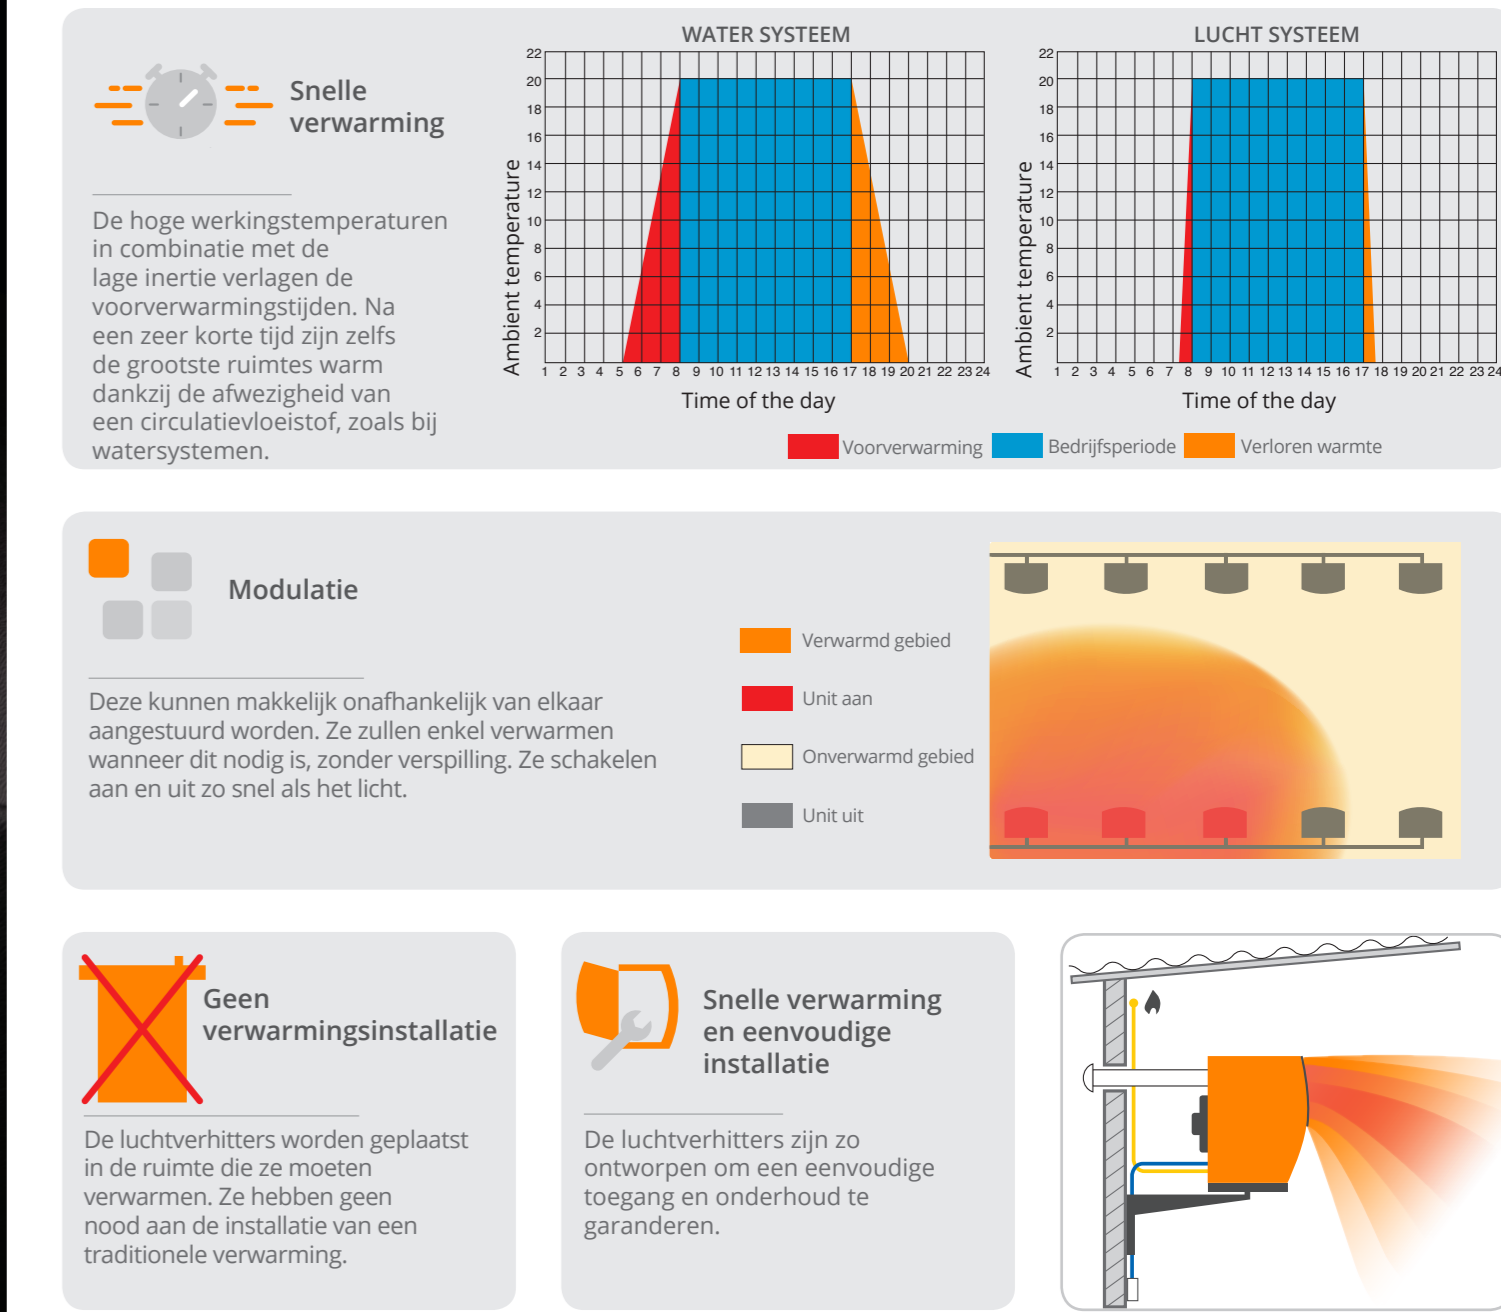 Snelle
verwarming
De hoge werkingstemperaturen
in combinatie met de
lage inertie verlagen de
voorverwarmingstijden. Na
een zeer korte tijd zijn zelfs
de grootste ruimtes warm
dankzij de afwezigheid van
een circulatievloeistof, zoals bij
watersystemen.
WATER SYSTEEM
Ambient temperature
22
20
18
16
14
12
10
8
6
4
2
1 2 3 4 5 6 7 8 9 10 11 12 13 14 15 16 17 18 19 20 21 22 23 24
Time of the day
LUCHT SYSTEEM
Ambient temperature
22
20
18
16
14
12
10
8
6
4
2
1 2 3 4 5 6 7 8 9 10 11 12 13 14 15 16 17 18 19 20 21 22 23 24
Time of the day
Voorverwarming Bedrijfsperiode Verloren warmte
Modulatie
Deze kunnen makkelijk onafhankelijk van elkaar
aangestuurd worden. Ze zullen enkel verwarmen
wanneer dit nodig is, zonder verspilling. Ze schakelen
aan en uit zo snel als het licht.
Verwarmd gebied
Unit aan
Onverwarmd gebied
Unit uit
Geen
verwarmingsinstallatie
De luchtverhitters worden geplaatst
in de ruimte die ze moeten
verwarmen. Ze hebben geen
nood aan de installatie van een
traditionele verwarming.
Snelle verwarming
en eenvoudige
installatie
De luchtverhitters zijn zo
ontworpen om een eenvoudige
toegang en onderhoud te
garanderen.